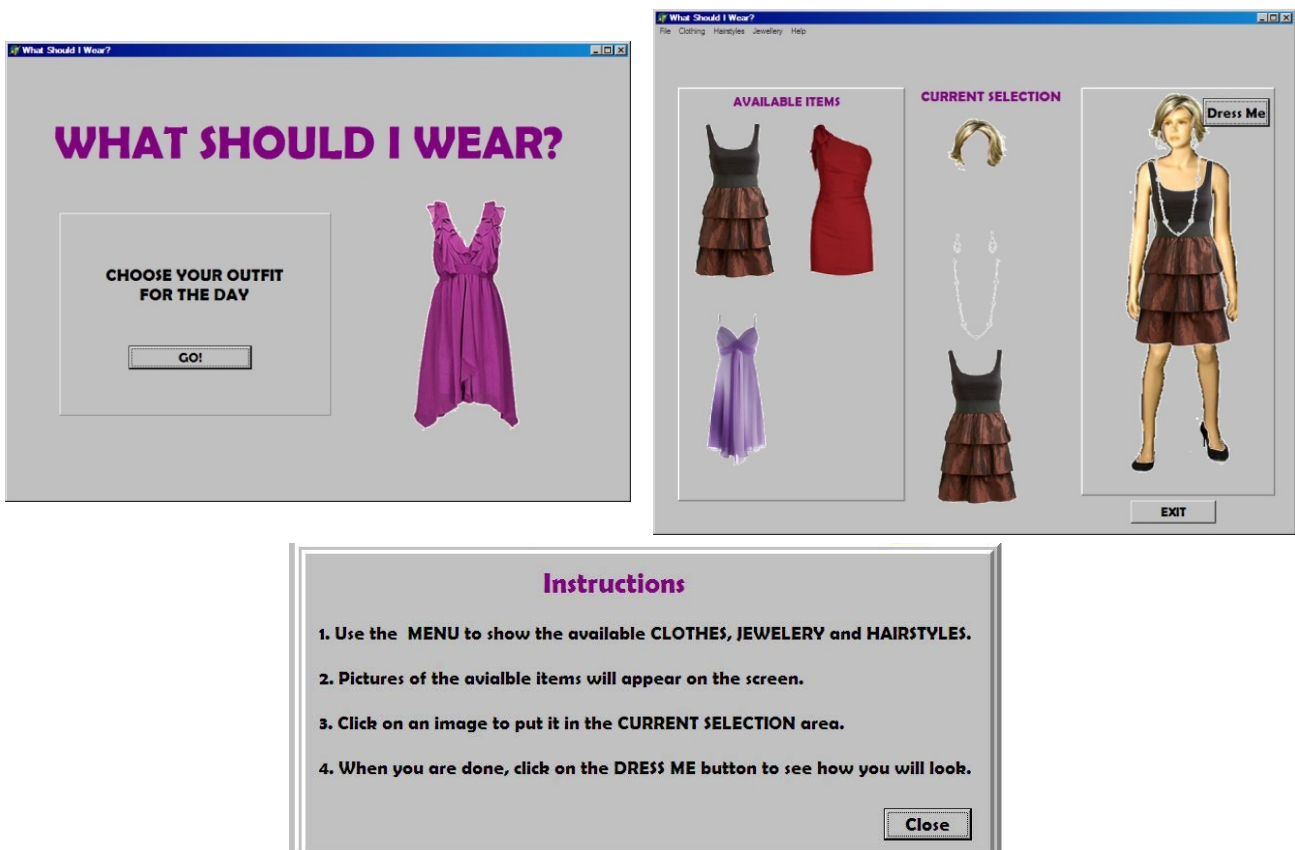 What Should I Wear?
WHAT SHOULD I WEAR?
CHOOSE YOUR OUTFIT
FOR THE DAY
GO!
What Should I Wear?
File Clothing Hairstyles Jewellery Help
AVAILABLE ITEMS
CURRENT SELECTION
Dress Me
EXIT
Instructions
1. Use the MENU to show the available CLOTHES, JEWELERY and HAIRSTYLES.
2. Pictures of the avialble items will appear on the screen.
3. Click on an image to put it in the CURRENT SELECTION area.
4. When you are done, click on the DRESS ME button to see how you will look.
Close